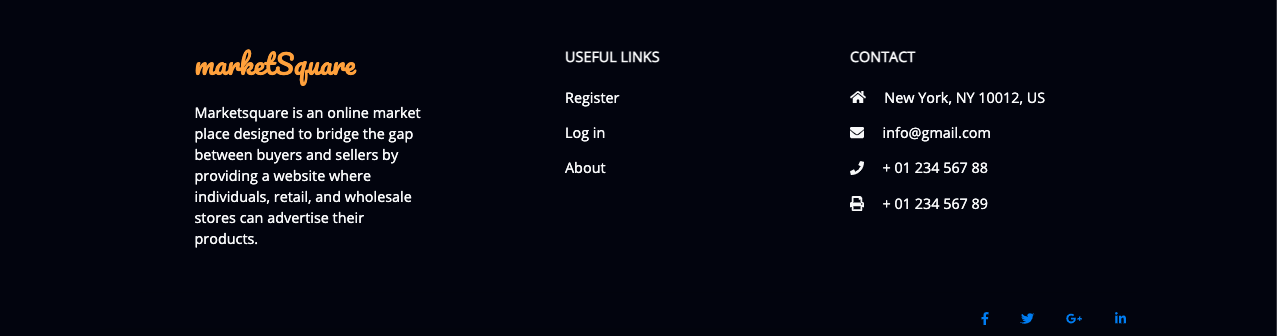 marketSquare
Marketsquare is an online market
place designed to bridge the gap
between buyers and sellers by
providing a website where
individuals, retail, and wholesale
stores can advertise their
products.
USEFUL LINKS
Register
Log in
About
CONTACT
New York, NY 10012, US
info@gmail.com
+ 01 234 567 88
+ 01 234 567 89